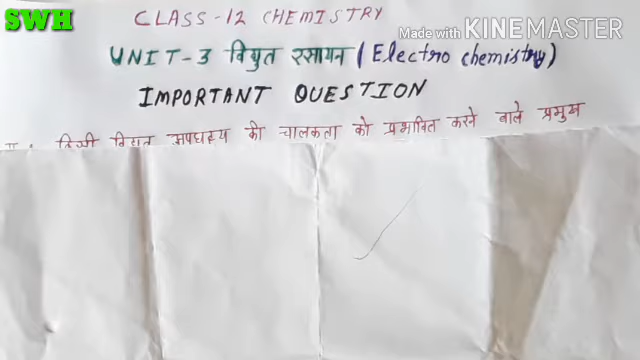 SWH
CLASS-12 CHEMISTRY
Made with KINEMASTER
UNIT-3 विद्युत रसायन (Electro chemistry)
IMPORTANT QUESTION
किसी विद्युत अपघट्य की चालकता को प्रभावित करने बाले प्रमुख